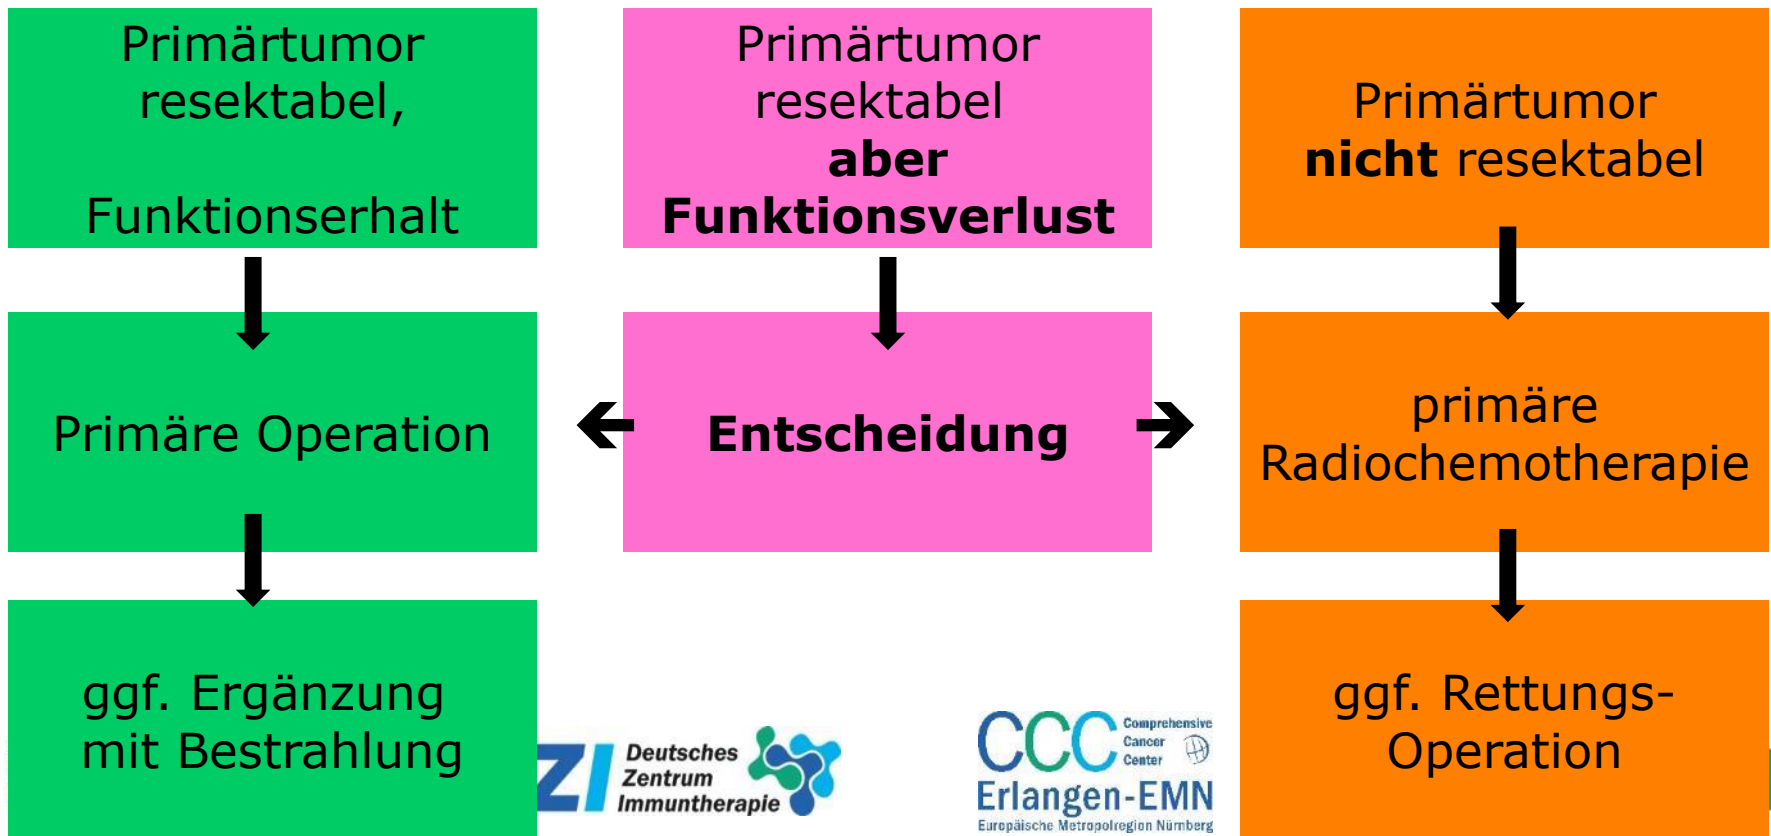 Primärtumor
resektabel,
Funktionserhalt
Primärtumor
resektabel
aber
Funktionsverlust
Primärtumor
nicht resektabel
Primäre Operation
Entscheidung
primäre
Radiochemotherapie
ggf. Ergänzung
mit Bestrahlung
ggf. Rettungs-
Operation
ZI Deutsches
Zentrum
Immuntherapie
CCC Comprehensive
Cancer
Center
Erlangen-EMN
Europäische Metropolregion Nürnberg